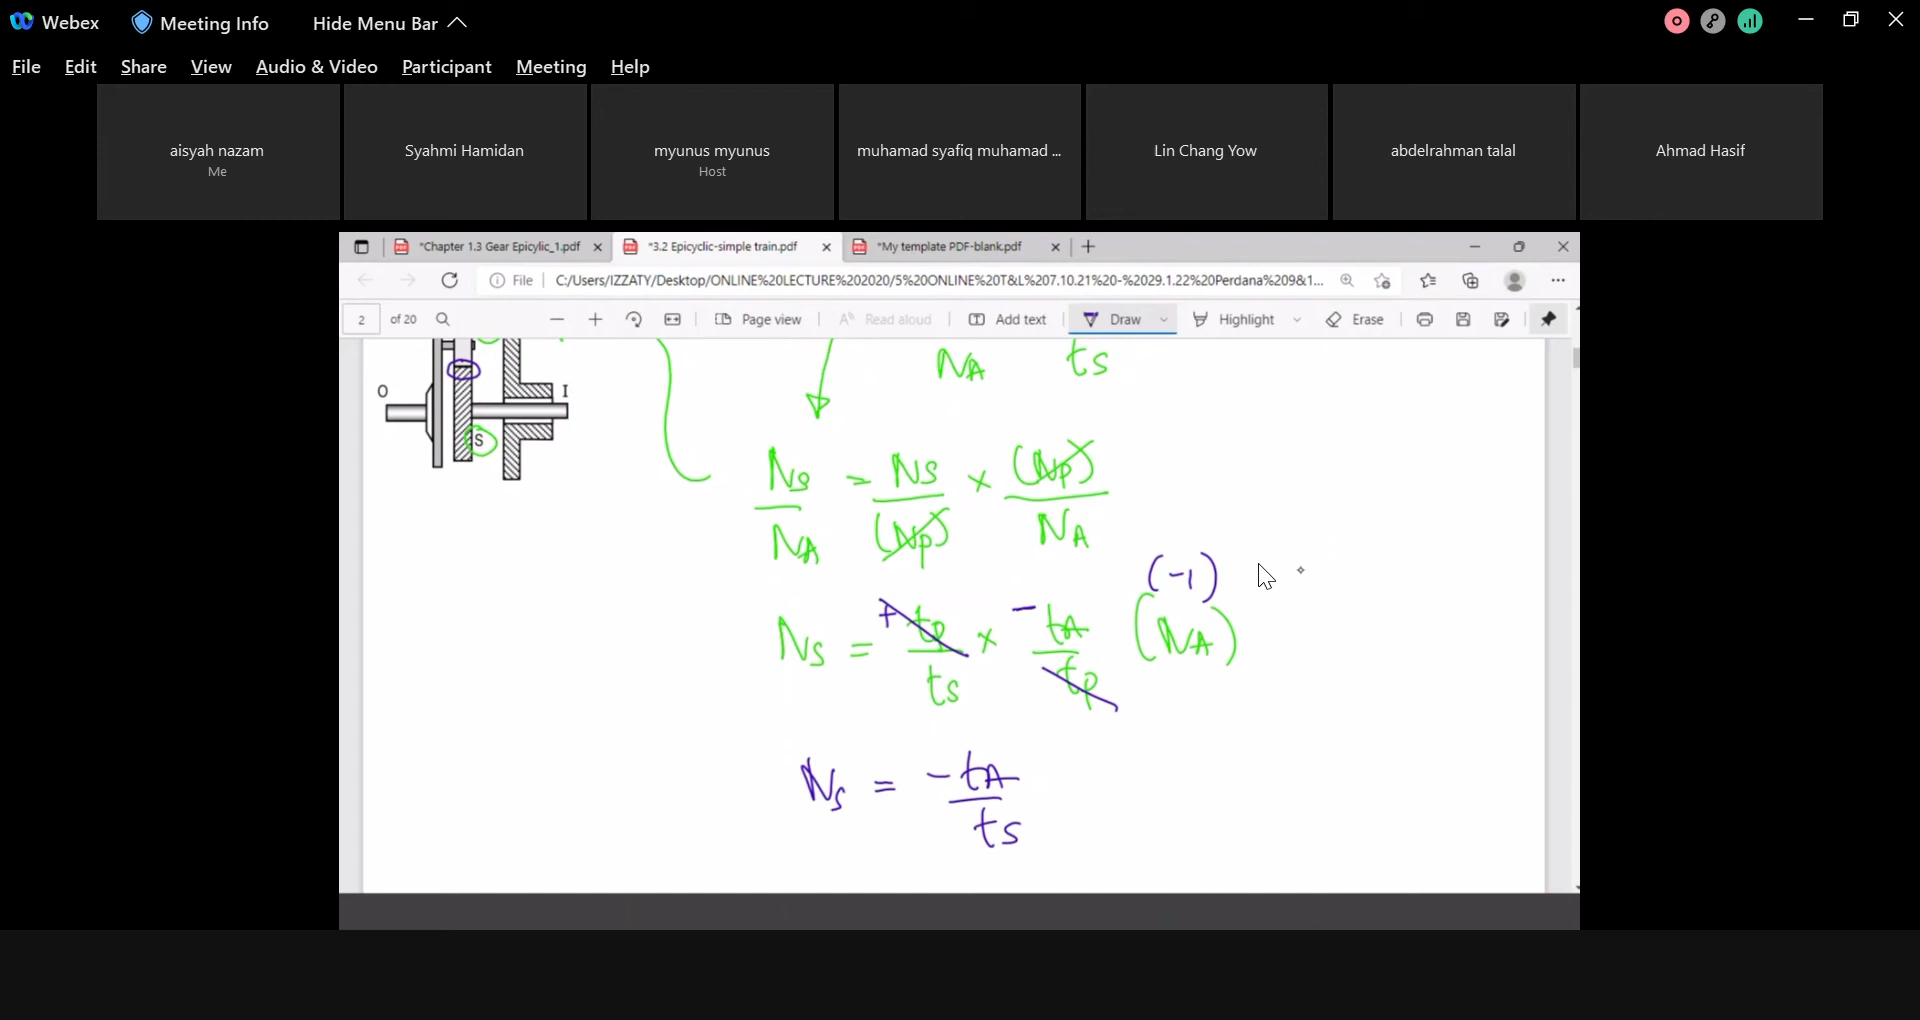 Webex Meeting Info Hide Menu Bar
File Edit Share View Audio & Video Participant Meeting Help
aisyah nazam
Me
Syahmi Hamidan
myunus myunus
Host
muhamad syafiq muhamad ...
Lin Chang Yow
abdelrahman talal
Ahmad Hasif
*Chapter 1.3 Gear Epicylic_1.pdf *3.2 Epicyclic-simple train.pdf *My template PDF-blank.pdf
File C:/Users/IZZATY/Desktop/ONLINE%20LECTURE%202020/5%20ONLINE%20T&L%207.10.21%20-%2029.1.22%20Perdana%209&1...
2 of 20 Page view Read aloud Add text Draw Highlight Erase
NA tS
O I
S
NS = NS × (NP)
NA (NP) NA
(-1)
NS = + tP × - tA (NA)
tS tP
NS = -tA
tS